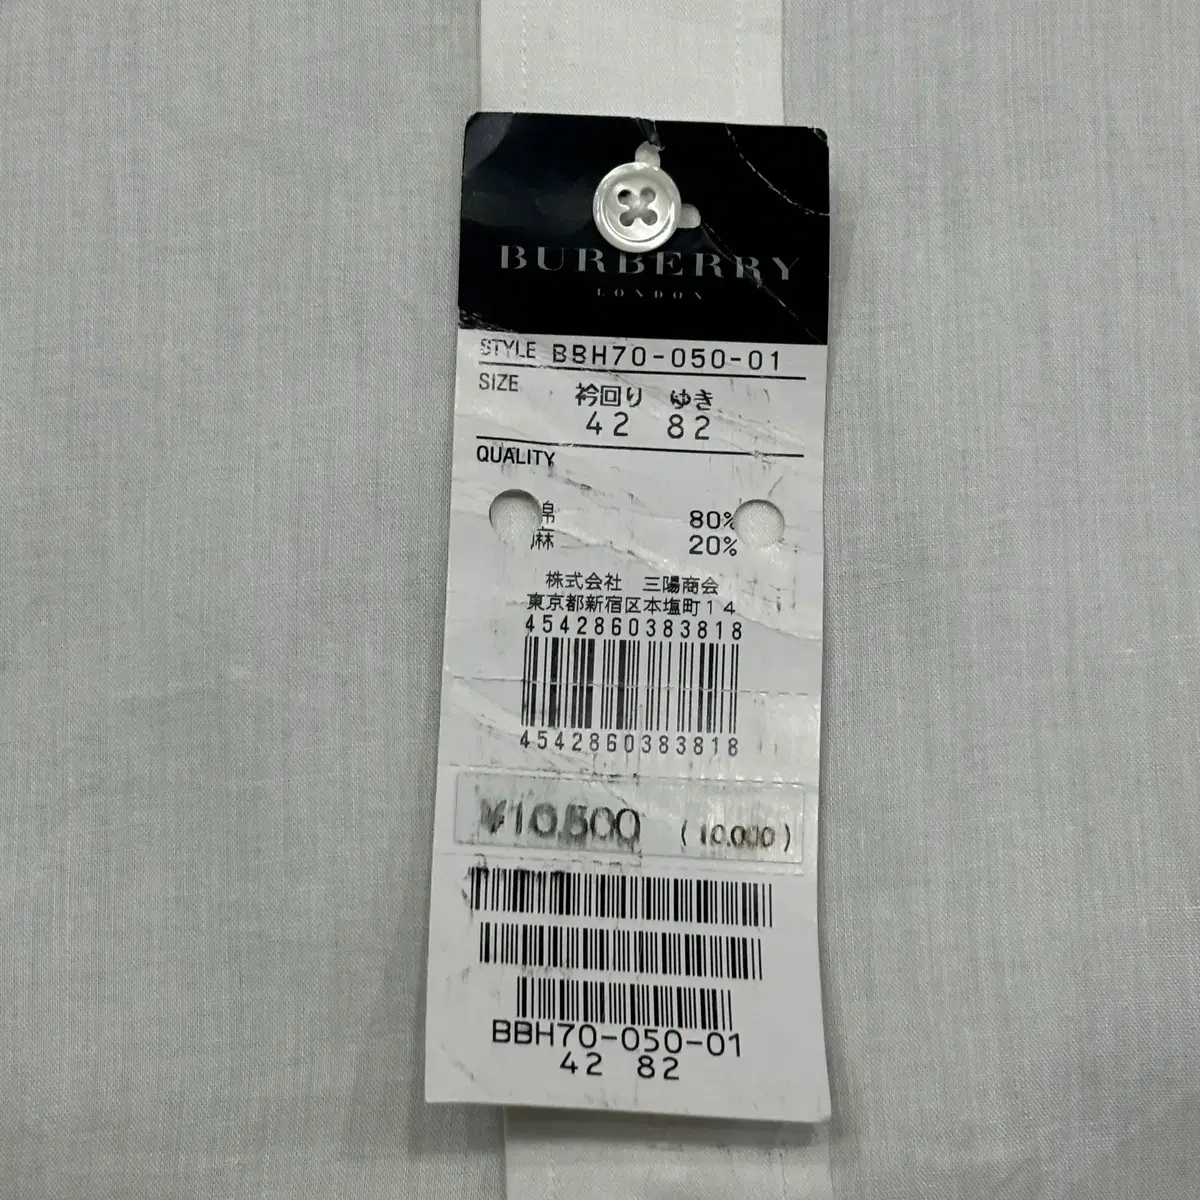 BURBERRY
LONDON
STYLE BBH70-050-01
SIZE 衿回り ゆき
42 82
QUALITY
綿 80%
麻 20%
株式会社 三陽商会
東京都新宿区本塩町14
4542860383818
4542860383818
¥10,500 (10,000)
BBH70-050-01
42 82